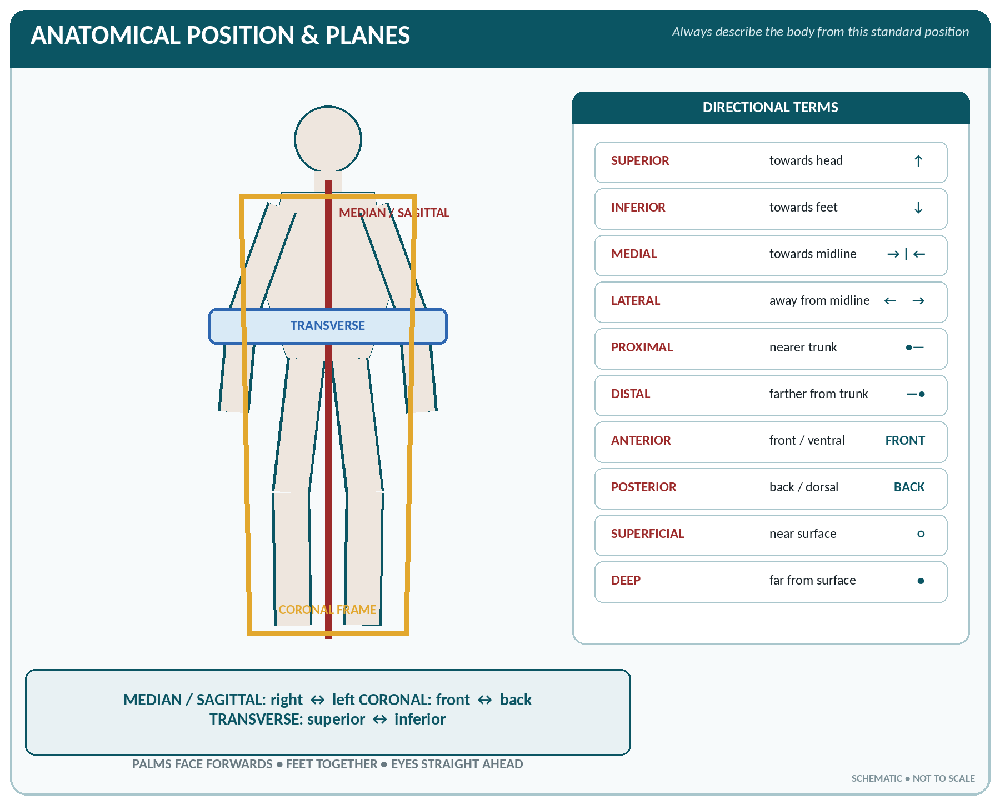 ANATOMICAL POSITION & PLANES
Always describe the body from this standard position
MEDIAN / SAGITTAL
TRANSVERSE
CORONAL FRAME
DIRECTIONAL TERMS
SUPERIOR towards head ↑
INFERIOR towards feet ↓
MEDIAL towards midline → | ←
LATERAL away from midline ← →
PROXIMAL nearer trunk ●—
DISTAL farther from trunk —●
ANTERIOR front / ventral FRONT
POSTERIOR back / dorsal BACK
SUPERFICIAL near surface ○
DEEP far from surface ●
MEDIAN / SAGITTAL: right ↔ left CORONAL: front ↔ back
TRANSVERSE: superior ↔ inferior
PALMS FACE FORWARDS ● FEET TOGETHER ● EYES STRAIGHT AHEAD
SCHEMATIC ● NOT TO SCALE